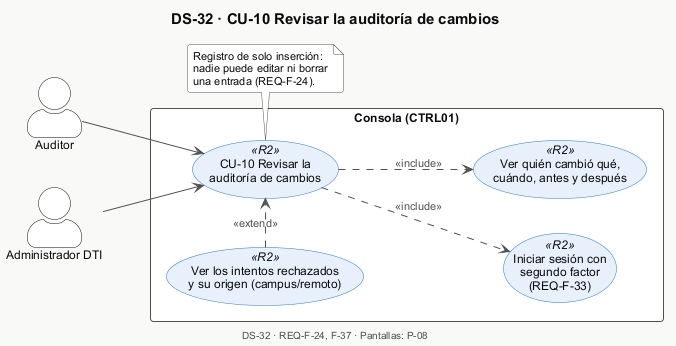 DS-32 · CU-10 Revisar la auditoría de cambios
Registro de solo inserción:
nadie puede editar ni borrar
una entrada (REQ-F-24).
Consola (CTRL01)
Auditor
Administrador DTI
«R2»
CU-10 Revisar la
auditoría de cambios
«include»
«R2»
Ver quién cambió qué,
cuándo, antes y después
«include»
«extend»
«R2»
Ver los intentos rechazados
y su origen (campus/remoto)
«R2»
Iniciar sesión con
segundo factor
(REQ-F-33)
DS-32 · REQ-F-24, F-37 · Pantallas: P-08